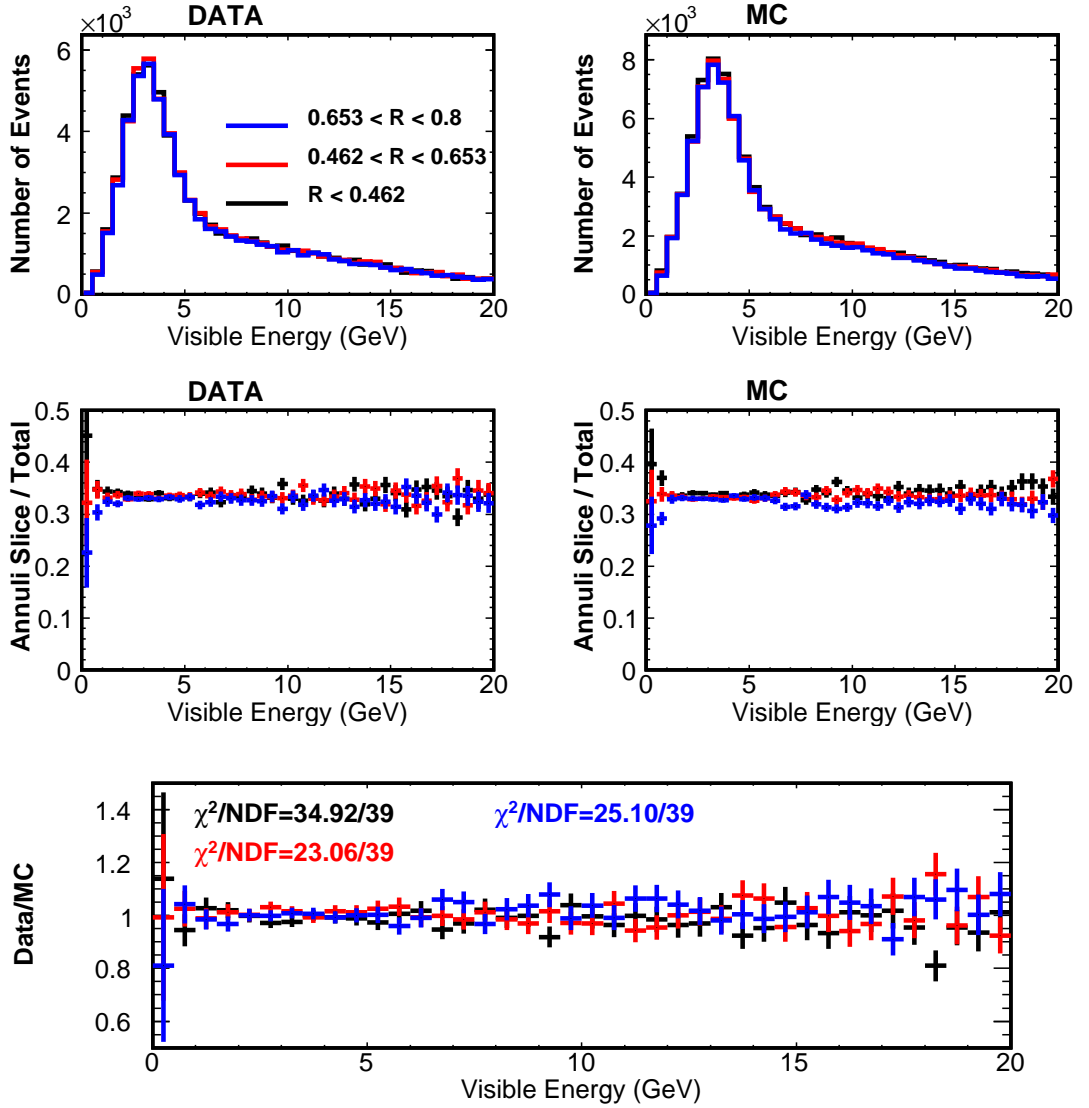 DATA
×10³
Number of Events
6
4
2
0
0.653 < R < 0.8
0.462 < R < 0.653
R < 0.462
0 5 10 15 20
Visible Energy (GeV)
MC
×10³
Number of Events
8
6
4
2
0
0 5 10 15 20
Visible Energy (GeV)
DATA
Annuli Slice / Total
0.5
0.4
0.3
0.2
0.1
0
0 5 10 15 20
Visible Energy (GeV)
MC
Annuli Slice / Total
0.5
0.4
0.3
0.2
0.1
0
0 5 10 15 20
Visible Energy (GeV)
Data/MC
1.4
1.2
1
0.8
0.6
χ²/NDF=34.92/39 χ²/NDF=25.10/39
χ²/NDF=23.06/39
0 5 10 15 20
Visible Energy (GeV)